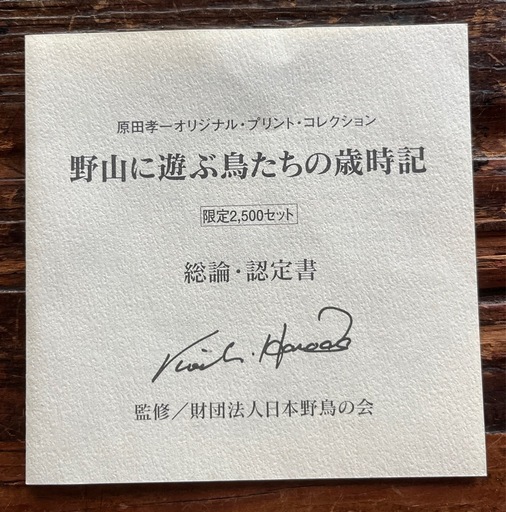 原田孝一オリジナル・プリント・コレクション
野山に遊ぶ鳥たちの歳時記
限定2,500セット
総論・認定書
監修／財団法人日本野鳥の会